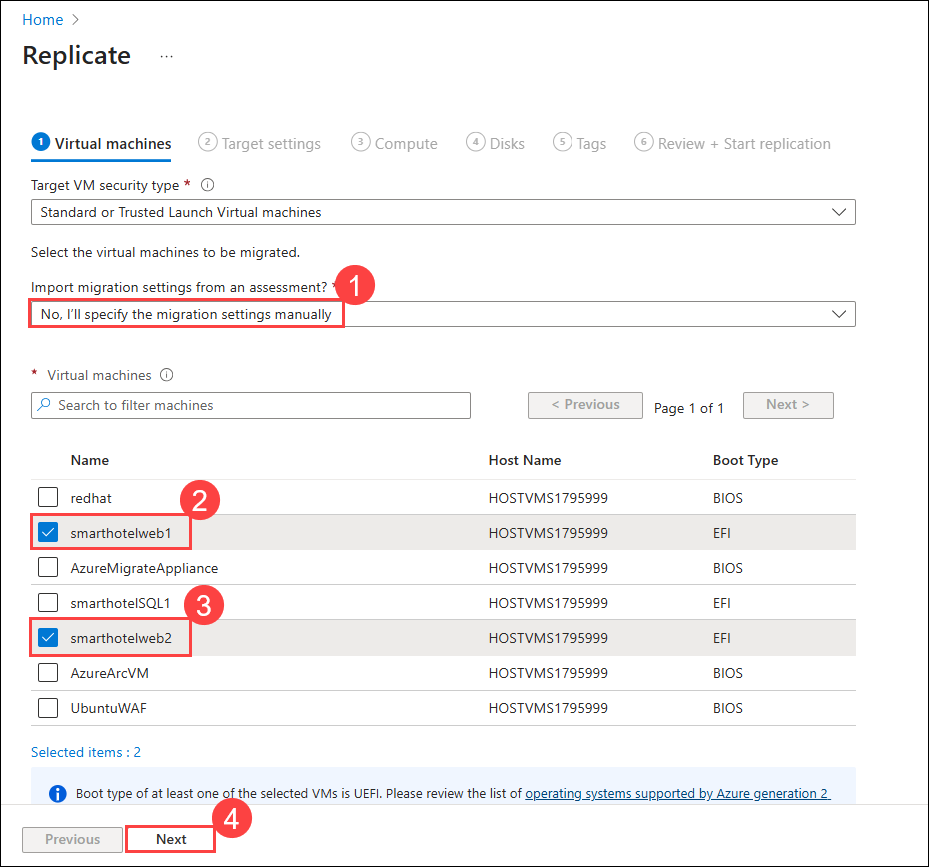 Home >
Replicate ...
1 Virtual machines 2 Target settings 3 Compute 4 Disks 5 Tags 6 Review + Start replication
Target VM security type *
Standard or Trusted Launch Virtual machines
Select the virtual machines to be migrated.
Import migration settings from an assessment? * 1
No, I'll specify the migration settings manually
* Virtual machines
Search to filter machines < Previous Page 1 of 1 Next >
Name Host Name Boot Type
redhat HOSTVMS1795999 BIOS
2
smarthotelweb1 HOSTVMS1795999 EFI
AzureMigrateAppliance HOSTVMS1795999 BIOS
smarthotelSQL1 HOSTVMS1795999 EFI
3
smarthotelweb2 HOSTVMS1795999 EFI
AzureArcVM HOSTVMS1795999 BIOS
UbuntuWAF HOSTVMS1795999 BIOS
Selected items : 2
Boot type of at least one of the selected VMs is UEFI. Please review the list of operating systems supported by Azure generation 2
4
Previous Next